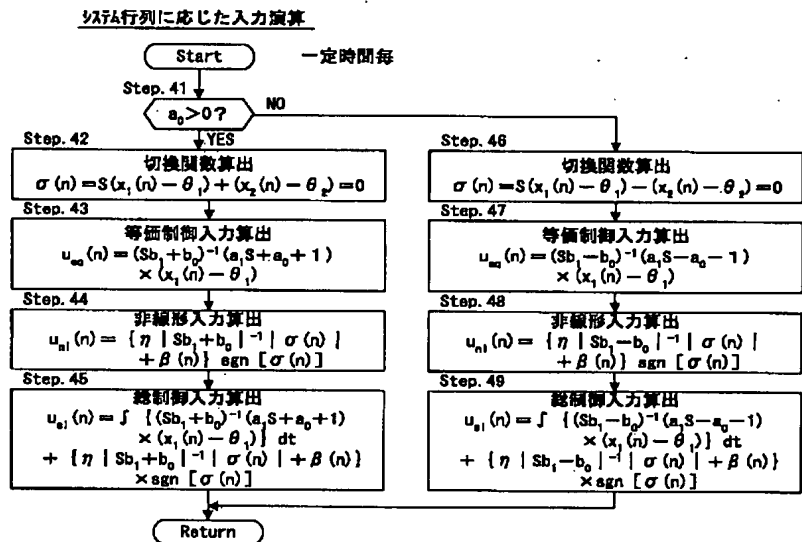 システム行列に応じた入力演算
Start
一定時間毎
Step. 41
a₀>0?
NO
YES
Step. 42
切換関数算出
σ(n)=S(x₁(n)-θ₁)+(x₂(n)-θ₂)=0
Step. 43
等価制御入力算出
u_eq(n)=(Sb₁+b₀)⁻¹(a₁S+a₀+1)
×(x₁(n)-θ₁)
Step. 44
非線形入力算出
u_nl(n)={η|Sb₁+b₀|⁻¹|σ(n)|
+β(n)} sgn [σ(n)]
Step. 45
総制御入力算出
u_sl(n)=∫ {(Sb₁+b₀)⁻¹(a₁S+a₀+1)
×(x₁(n)-θ₁)} dt
+ {η|Sb₁+b₀|⁻¹|σ(n)|+β(n)}
×sgn [σ(n)]
Step. 46
切換関数算出
σ(n)=S(x₁(n)-θ₁)-(x₂(n)-θ₂)=0
Step. 47
等価制御入力算出
u_eq(n)=(Sb₁-b₀)⁻¹(a₁S-a₀-1)
×(x₁(n)-θ₁)
Step. 48
非線形入力算出
u_nl(n)={η|Sb₁-b₀|⁻¹|σ(n)|
+β(n)} sgn [σ(n)]
Step. 49
総制御入力算出
u_sl(n)=∫ {(Sb₁-b₀)⁻¹(a₁S-a₀-1)
×(x₁(n)-θ₁)} dt
+ {η|Sb₁-b₀|⁻¹|σ(n)|+β(n)}
×sgn [σ(n)]
Return